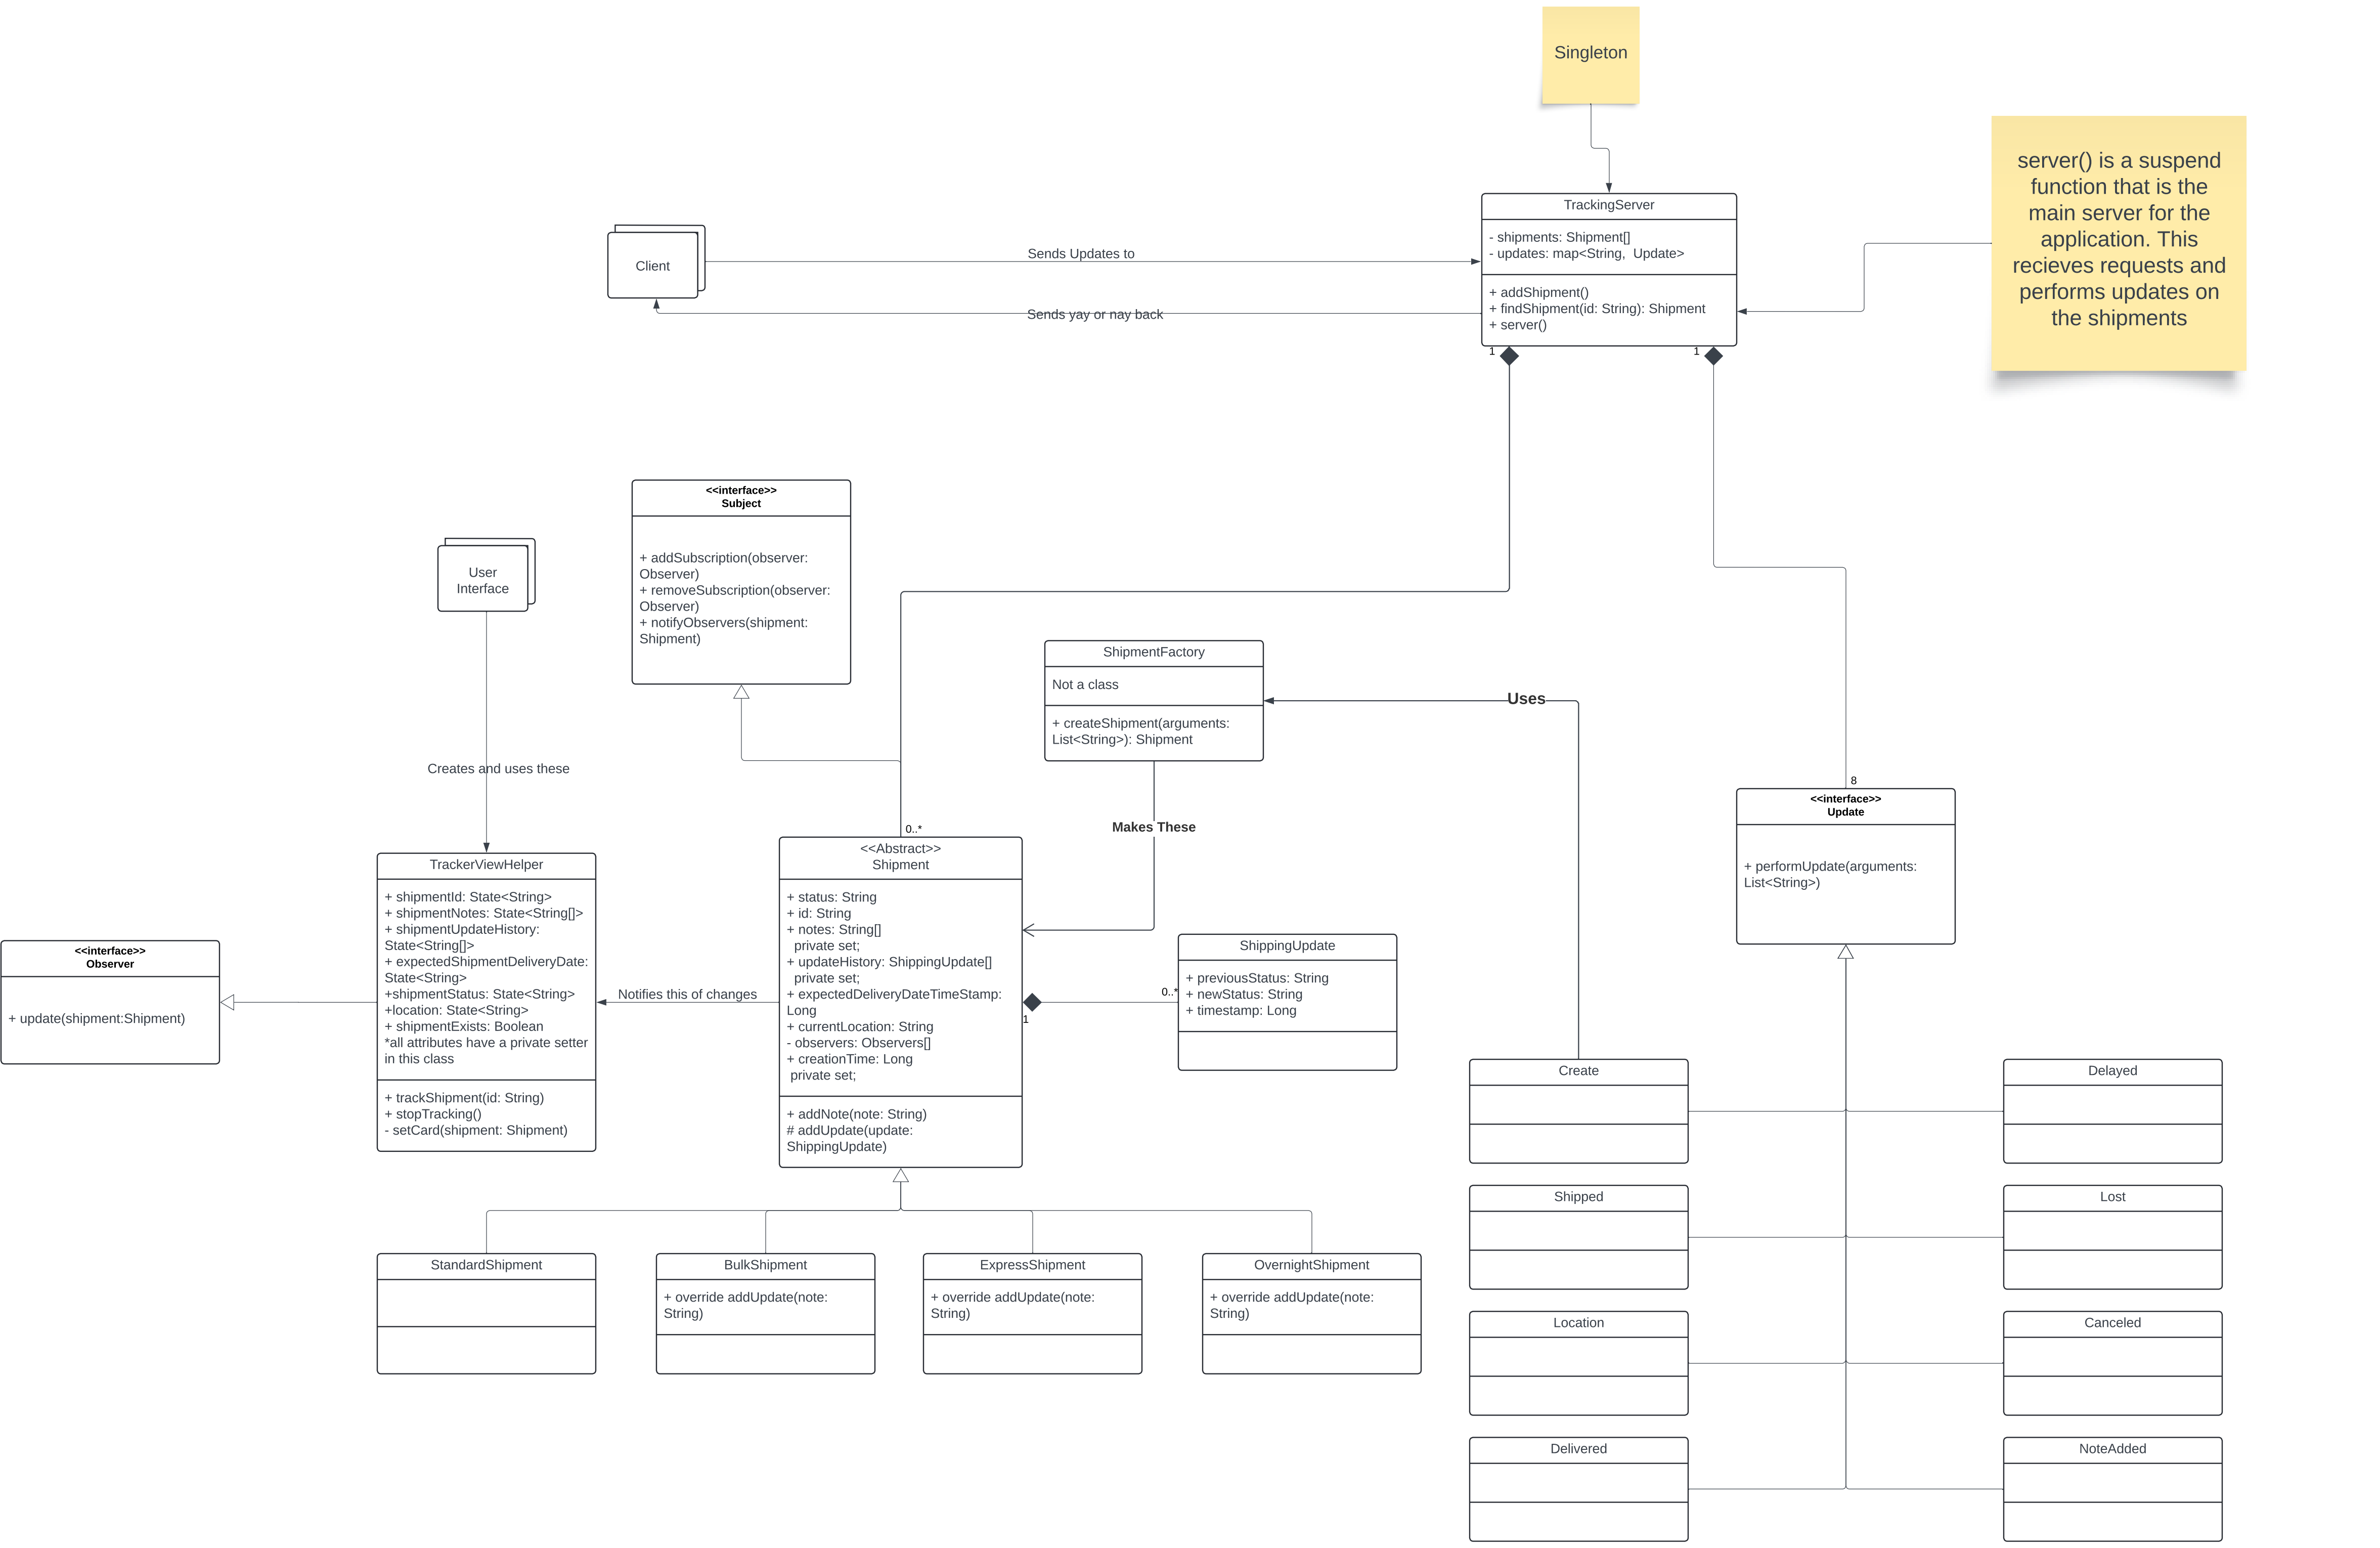 Singleton
server() is a suspend
function that is the
main server for the
application. This
recieves requests and
performs updates on
the shipments
TrackingServer
- shipments: Shipment[]
- updates: map<String,  Update>
+ addShipment()
+ findShipment(id: String): Shipment
+ server()
1
1
Client
Sends Updates to
Sends yay or nay back
<<interface>>
Subject
+ addSubscription(observer:
Observer)
+ removeSubscription(observer:
Observer)
+ notifyObservers(shipment:
Shipment)
User
Interface
Creates and uses these
ShipmentFactory
Not a class
+ createShipment(arguments:
List<String>): Shipment
Uses
Makes These
8
<<interface>>
Update
+ performUpdate(arguments:
List<String>)
0..*
<<Abstract>>
Shipment
+ status: String
+ id: String
+ notes: String[]
private set;
+ updateHistory: ShippingUpdate[]
private set;
+ expectedDeliveryDateTimeStamp:
Long
+ currentLocation: String
- observers: Observers[]
+ creationTime: Long
private set;
+ addNote(note: String)
# addUpdate(update:
ShippingUpdate)
TrackerViewHelper
+ shipmentId: State<String>
+ shipmentNotes: State<String[]>
+ shipmentUpdateHistory:
State<String[]>
+ expectedShipmentDeliveryDate:
State<String>
+shipmentStatus: State<String>
+location: State<String>
+ shipmentExists: Boolean
*all attributes have a private setter
in this class
+ trackShipment(id: String)
+ stopTracking()
- setCard(shipment: Shipment)
<<interface>>
Observer
+ update(shipment:Shipment)
Notifies this of changes
1
0..*
ShippingUpdate
+ previousStatus: String
+ newStatus: String
+ timestamp: Long
StandardShipment
BulkShipment
+ override addUpdate(note:
String)
ExpressShipment
+ override addUpdate(note:
String)
OvernightShipment
+ override addUpdate(note:
String)
Create
Delayed
Shipped
Lost
Location
Canceled
Delivered
NoteAdded